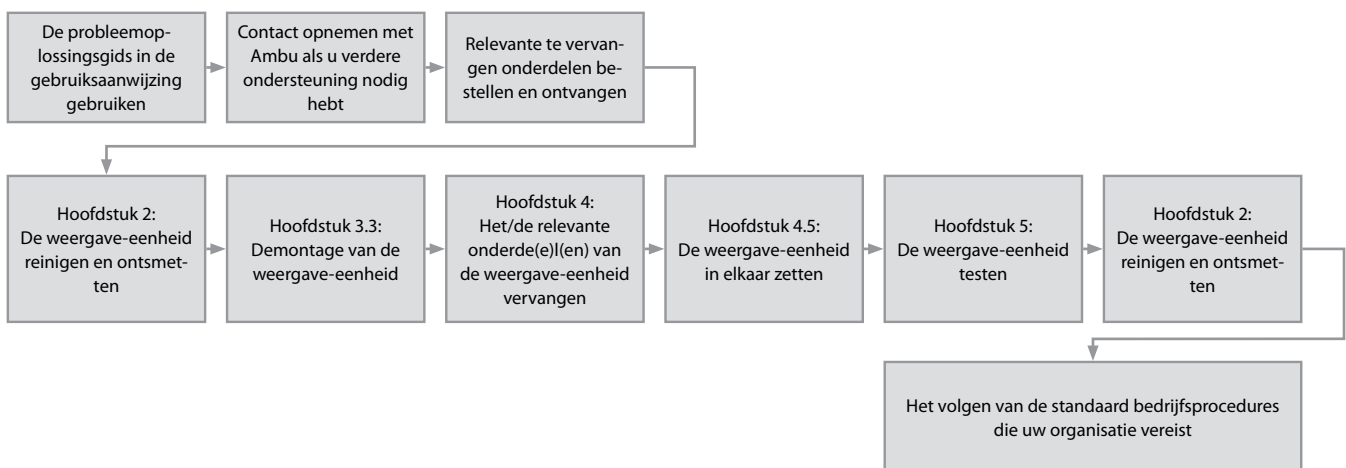 De probleemop-
lossingsgids in de
gebruiksaanwijzing
gebruiken
Contact opnemen met
Ambu als u verdere
ondersteuning nodig
hebt
Relevante te vervan-
gen onderdelen be-
stellen en ontvangen
Hoofdstuk 2:
De weergave-eenheid
reinigen en ontsmet-
ten
Hoofdstuk 3.3:
Demontage van de
weergave-eenheid
Hoofdstuk 4:
Het/de relevante
onderde(e)l(en) van
de weergave-eenheid
vervangen
Hoofdstuk 4.5:
De weergave-eenheid
in elkaar zetten
Hoofdstuk 5:
De weergave-eenheid
testen
Hoofdstuk 2:
De weergave-eenheid
reinigen en ontsmet-
ten
Het volgen van de standaard bedrijfsprocedures
die uw organisatie vereist